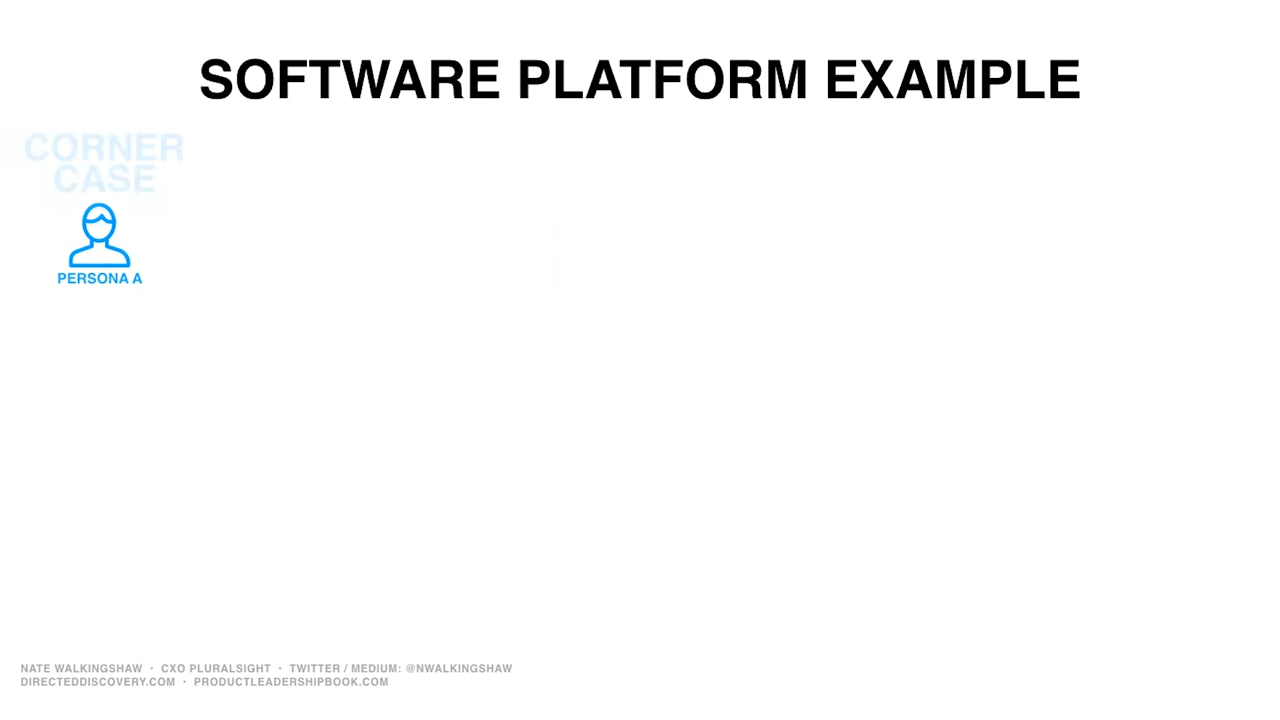 SOFTWARE PLATFORM EXAMPLE
CORNER
CASE
PERSONA A
NATE WALKINGSHAW • CXO PLURALSIGHT • TWITTER / MEDIUM: @NWALKINGSHAW
DIRECTEDDISCOVERY.COM • PRODUCTLEADERSHIPBOOK.COM